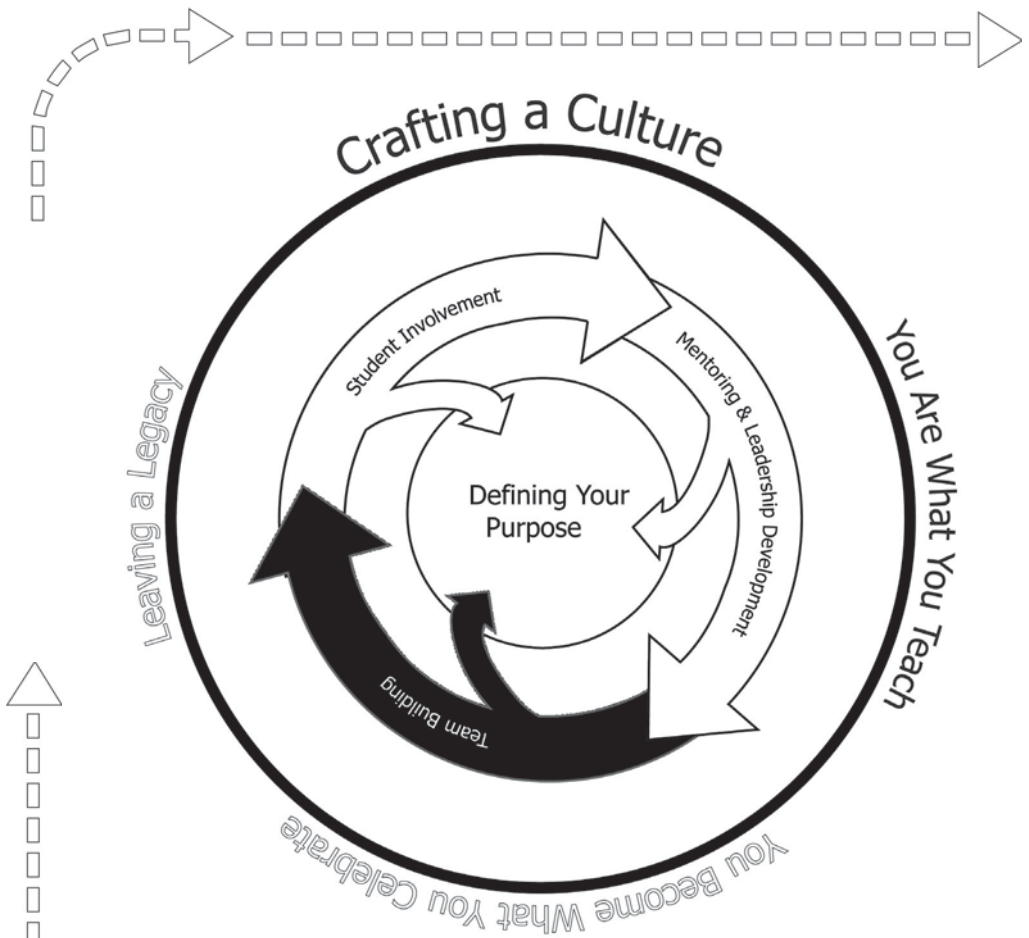 Crafting a Culture
You Are What You Teach
You Become What You Celebrate
Leaving a Legacy
Student Involvement
Mentoring & Leadership Development
Team Building
Defining Your
Purpose